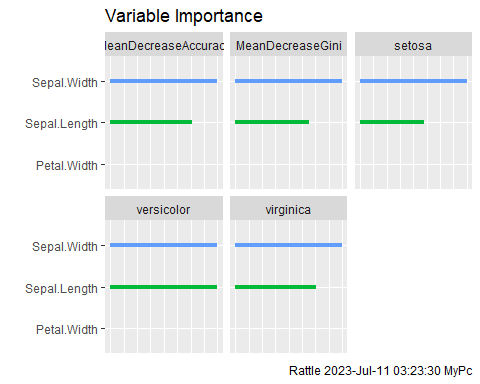 Variable Importance
MeanDecreaseAccurac
MeanDecreaseGini
setosa
Sepal.Width
Sepal.Length
Petal.Width
versicolor
virginica
Sepal.Width
Sepal.Length
Petal.Width
Rattle 2023-Jul-11 03:23:30 MyPc